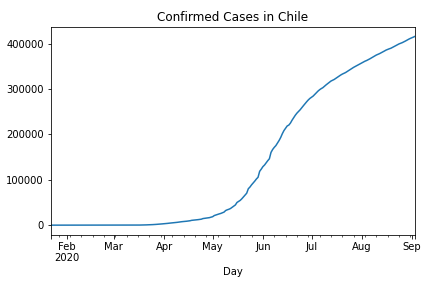 Confirmed Cases in Chile
400000
300000
200000
100000
0
Feb Mar Apr May Jun Jul Aug Sep
2020
Day